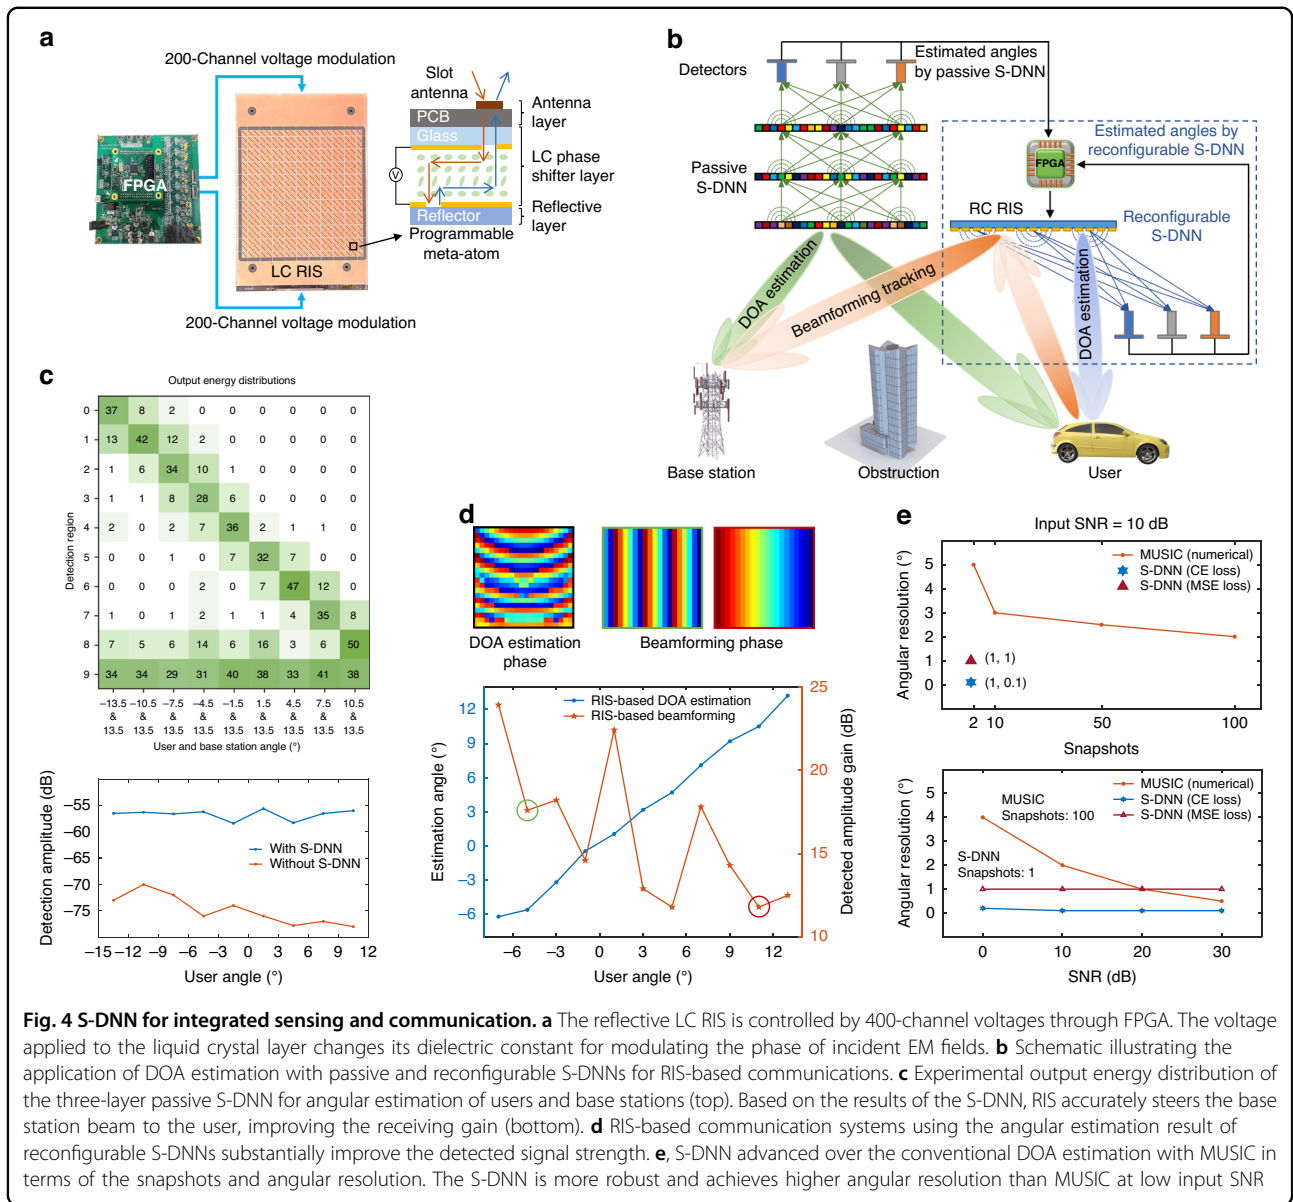 a
200-Channel voltage modulation
FPGA
LC RIS
200-Channel voltage modulation
Slot
antenna
PCB
Glass
V
Reflector
Programmable
meta-atom
Antenna
layer
LC phase
shifter layer
Reflective
layer
b
Detectors
Estimated angles
by passive S-DNN
Passive
S-DNN
Estimated angles by
reconfigurable S-DNN
FPGA
RC RIS
Reconfigurable
S-DNN
DOA estimation
Beamforming tracking
DOA estimation
Base station
Obstruction
User
c
Output energy distributions
Detection region
0 37 8 2 0 0 0 0 0 0
1 13 42 12 2 0 0 0 0 0
2 1 6 34 10 1 0 0 0 0
3 1 1 8 28 6 0 0 0 0
4 2 0 2 7 36 2 1 1 0
5 0 0 1 0 7 32 7 0 0
6 0 0 0 2 0 7 47 12 0
7 1 0 1 2 1 1 4 35 8
8 7 5 6 14 6 16 3 6 50
9 34 34 29 31 40 38 33 41 38
−13.5 −10.5 −7.5 −4.5 −1.5 1.5 4.5 7.5 10.5
& & & & & & & & &
13.5 13.5 13.5 13.5 13.5 13.5 13.5 13.5 13.5
User and base station angle (°)
Detection amplitude (dB)
−55
−60
−65
−70
−75
With S-DNN
Without S-DNN
−15 −12 −9 −6 −3 0 3 6 9 12
User angle (°)
d
DOA estimation
phase
Beamforming phase
RIS-based DOA estimation
RIS-based beamforming
Estimation angle (°)
12
9
6
3
0
−3
−6
−6 −3 0 3 6 9 12
User angle (°)
25
20
15
10
Detected amplitude gain (dB)
e
Input SNR = 10 dB
Angular resolution (°)
5
4
3
2
1
0
MUSIC (numerical)
S-DNN (CE loss)
S-DNN (MSE loss)
(1, 1)
(1, 0.1)
2 10 50 100
Snapshots
Angular resolution (°)
5
4
3
2
1
0
MUSIC
Snapshots: 100
MUSIC (numerical)
S-DNN (CE loss)
S-DNN (MSE loss)
S-DNN
Snapshots: 1
0 10 20 30
SNR (dB)
Fig. 4 S-DNN for integrated sensing and communication. a The reflective LC RIS is controlled by 400-channel voltages through FPGA. The voltage
applied to the liquid crystal layer changes its dielectric constant for modulating the phase of incident EM fields. b Schematic illustrating the
application of DOA estimation with passive and reconfigurable S-DNNs for RIS-based communications. c Experimental output energy distribution of
the three-layer passive S-DNN for angular estimation of users and base stations (top). Based on the results of the S-DNN, RIS accurately steers the base
station beam to the user, improving the receiving gain (bottom). d RIS-based communication systems using the angular estimation result of
reconfigurable S-DNNs substantially improve the detected signal strength. e, S-DNN advanced over the conventional DOA estimation with MUSIC in
terms of the snapshots and angular resolution. The S-DNN is more robust and achieves higher angular resolution than MUSIC at low input SNR